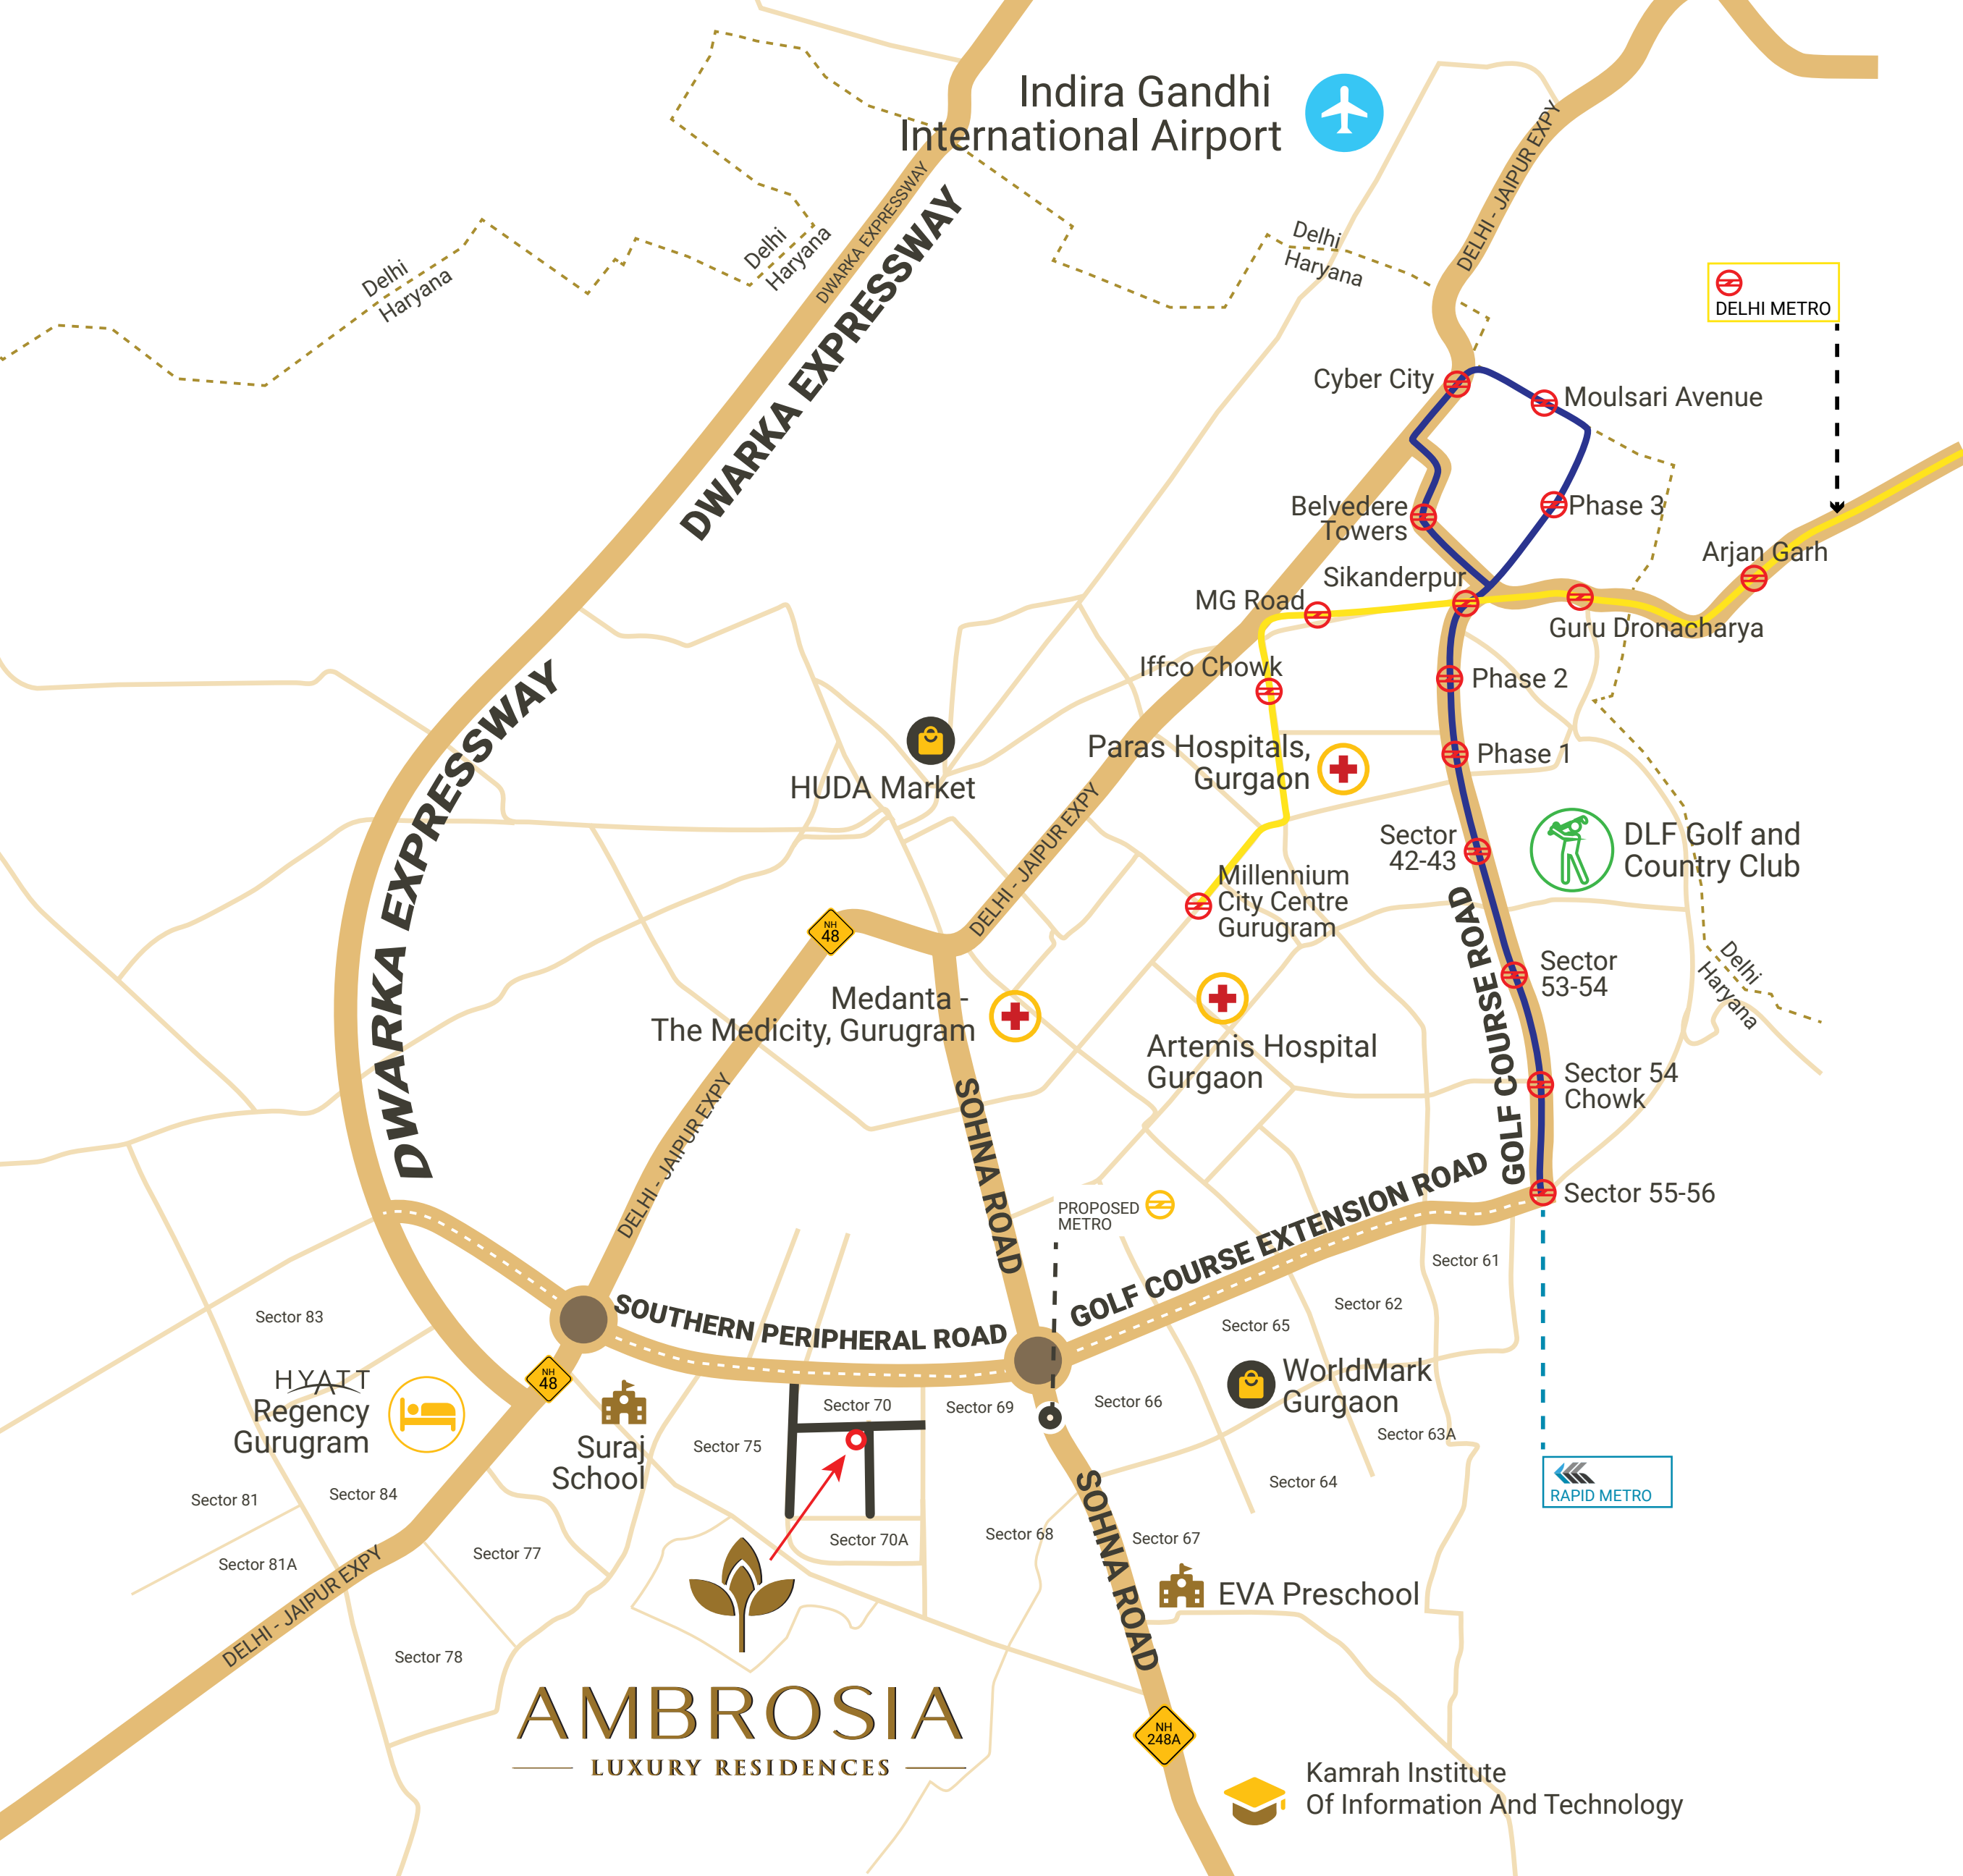 Indira Gandhi
International Airport
DELHI - JAIPUR EXPY
DWARKA EXPRESSWAY
DWARKA EXPRESSWAY
Delhi
Haryana
Delhi
Haryana
Delhi
Haryana
DELHI METRO
Cyber City
Moulsari Avenue
Belvedere
Towers
Phase 3
Arjan Garh
Sikanderpur
MG Road
Guru Dronacharya
Iffco Chowk
Phase 2
DWARKA EXPRESSWAY
Paras Hospitals,
Gurgaon
Phase 1
HUDA Market
DELHI - JAIPUR EXPY
Sector
42-43
DLF Golf and
Country Club
Millennium
City Centre
Gurugram
NH
48
GOLF COURSE ROAD
Sector
53-54
Delhi
Haryana
Medanta -
The Medicity, Gurugram
Artemis Hospital
Gurgaon
Sector 54
Chowk
DELHI - JAIPUR EXPY
SOHNA ROAD
PROPOSED
METRO
Sector 55-56
GOLF COURSE EXTENSION ROAD
SOUTHERN PERIPHERAL ROAD
Sector 61
Sector 62
Sector 65
Sector 83
NH
48
HYATT
Regency
Gurugram
WorldMark
Gurgaon
Sector 70
Sector 69
Sector 66
Sector 63A
Suraj
School
Sector 75
Sector 64
RAPID METRO
Sector 81
Sector 84
Sector 70A
Sector 68
Sector 67
Sector 77
Sector 81A
SOHNA ROAD
EVA Preschool
DELHI - JAIPUR EXPY
Sector 78
AMBROSIA
LUXURY RESIDENCES
NH
248A
Kamrah Institute
Of Information And Technology